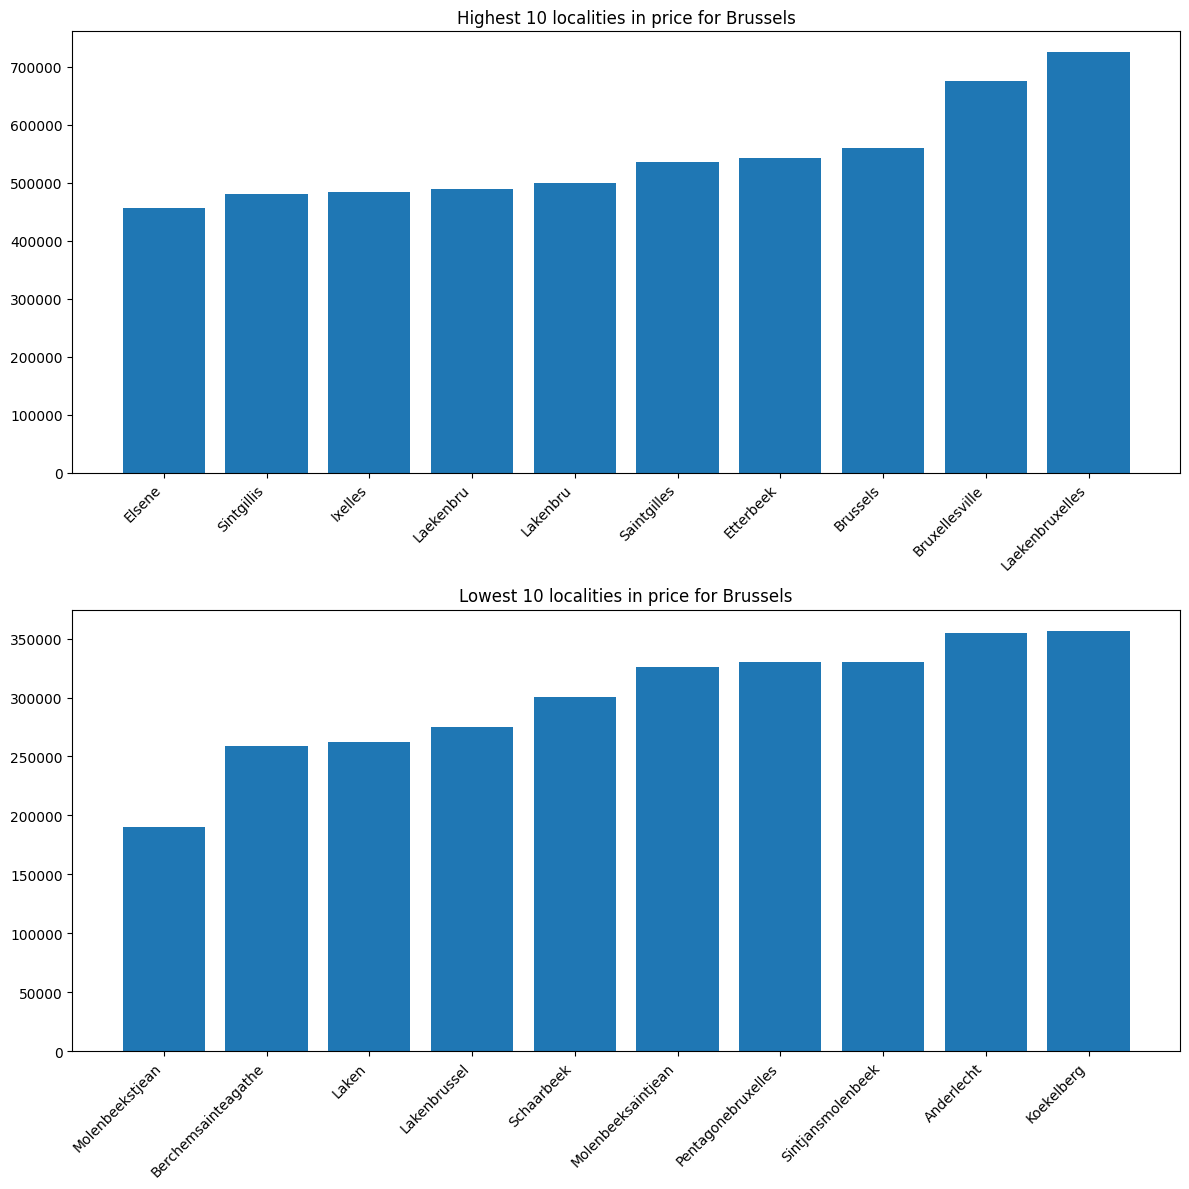 Highest 10 localities in price for Brussels
700000
600000
500000
400000
300000
200000
100000
0
Elsene
Sintgillis
Ixelles
Laekenbru
Lakenbru
Saintgilles
Etterbeek
Brussels
Bruxellesville
Laekenbruxelles
Lowest 10 localities in price for Brussels
350000
300000
250000
200000
150000
100000
50000
0
Molenbeekstjean
Berchemsainteagathe
Laken
Lakenbrussel
Schaarbeek
Molenbeeksaintjean
Pentagonebruxelles
Sintjansmolenbeek
Anderlecht
Koekelberg